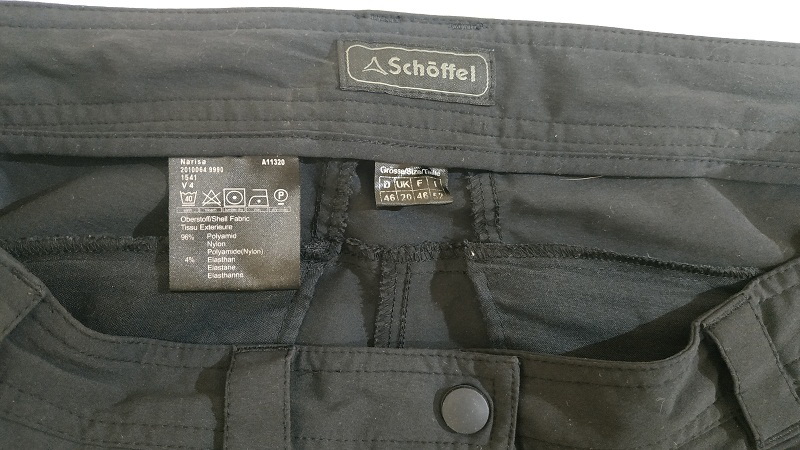 Schöffel
Narisa A11320
2010064 9990
1541
V 4
40 P
Oberstoff/Shell Fabric
Tissu Exterieure
96% Polyamid
Nylon
Polyamide(Nylon)
4% Elasthan
Elastane
Elasthanne
Grösse/Size/Taille
D UK F I
46 20 46 52